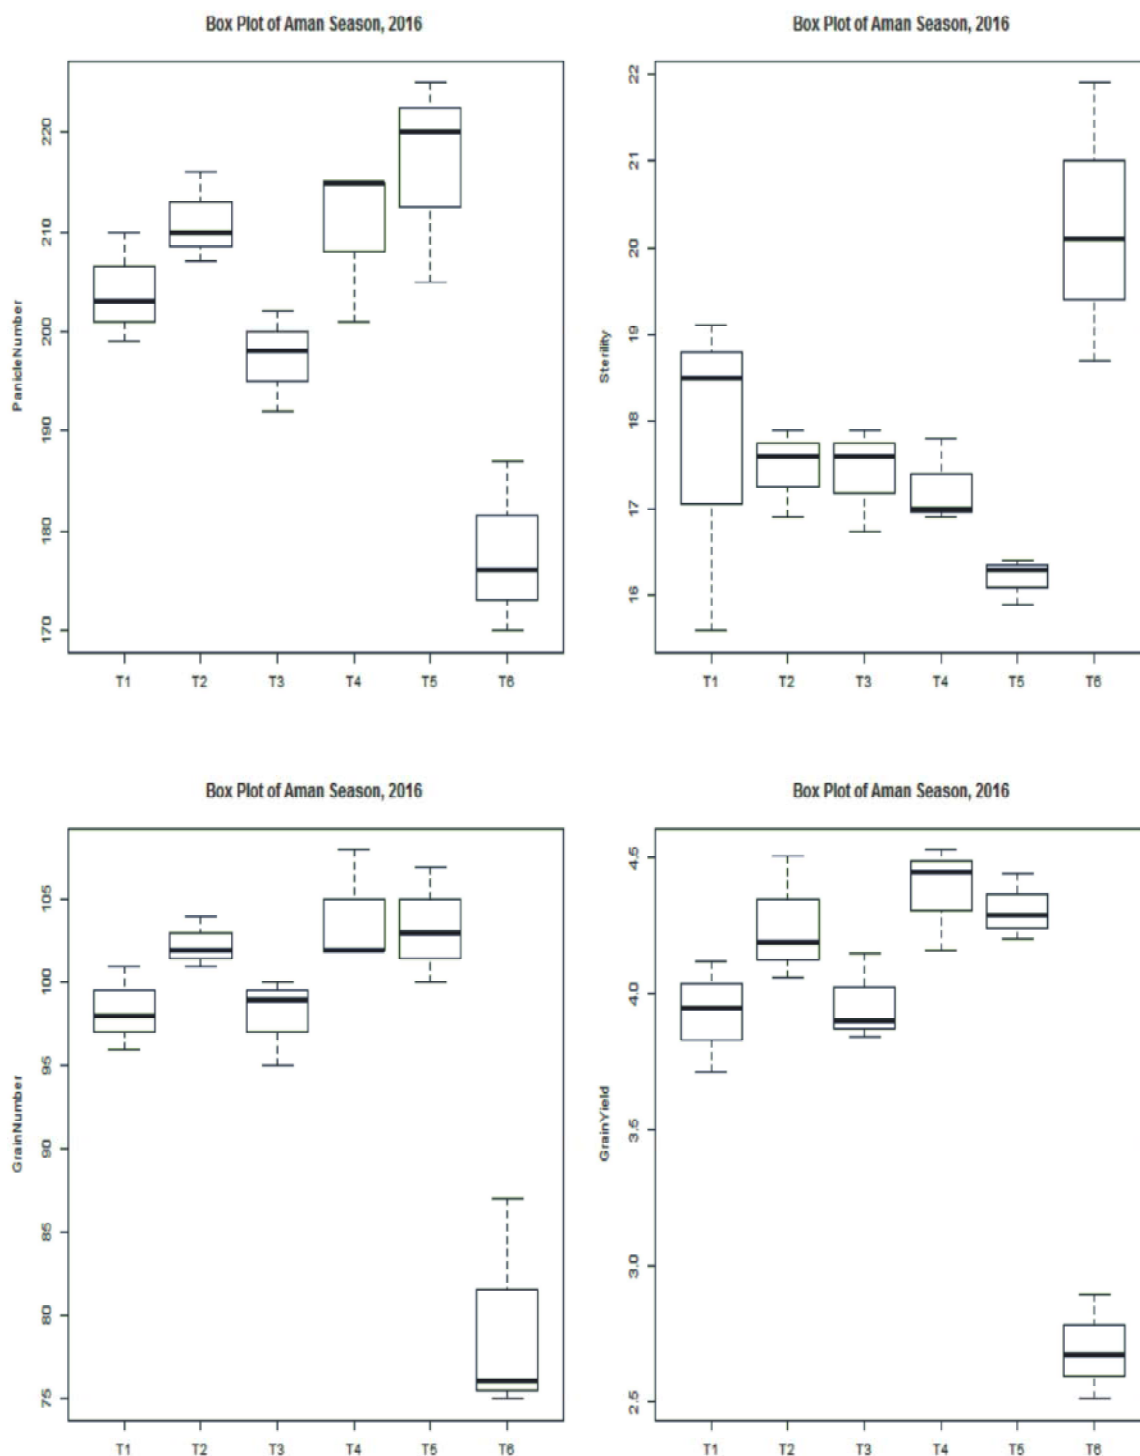 Box Plot of Aman Season, 2016
PanicleNumber
220
210
200
190
180
170
T1 T2 T3 T4 T5 T6
Box Plot of Aman Season, 2016
Sterility
22
21
20
19
18
17
16
T1 T2 T3 T4 T5 T6
Box Plot of Aman Season, 2016
GrainNumber
105
100
95
90
85
80
75
T1 T2 T3 T4 T5 T6
Box Plot of Aman Season, 2016
GrainYield
4.5
4.0
3.5
3.0
2.5
T1 T2 T3 T4 T5 T6